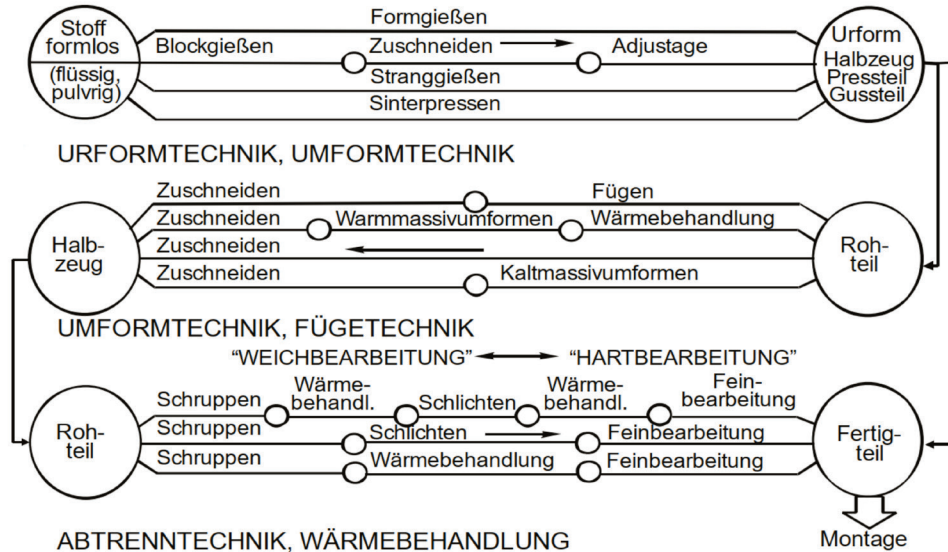 Formgießen
Stoff
formlos
(flüssig,
pulvrig)
Blockgießen
Zuschneiden
Adjustage
Stranggießen
Sinterpressen
Urform
Halbzeug
Pressteil
Gussteil
URFORMTECHNIK, UMFORMTECHNIK
Halb-
zeug
Zuschneiden
Fügen
Zuschneiden
Warmmassivumformen
Wärmebehandlung
Zuschneiden
Zuschneiden
Kaltmassivumformen
Roh-
teil
UMFORMTECHNIK, FÜGETECHNIK
“WEICHBEARBEITUNG”
“HARTBEARBEITUNG”
Roh-
teil
Schruppen
Wärme-
behandl.
Schlichten
Wärme-
behandl.
Fein-
bearbeitung
Schruppen
Schlichten
Feinbearbeitung
Schruppen
Wärmebehandlung
Feinbearbeitung
Fertig-
teil
Montage
ABTRENNTECHNIK, WÄRMEBEHANDLUNG